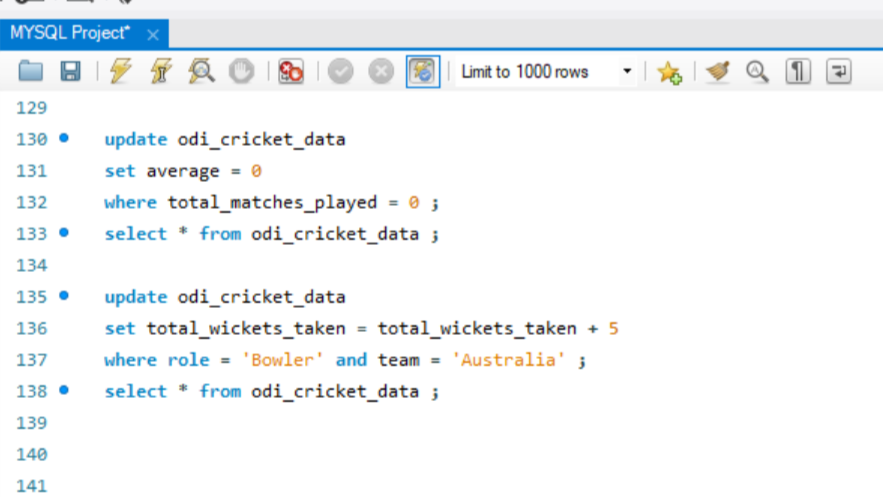 MYSQL Project*
Limit to 1000 rows
129
130 update odi_cricket_data
131 set average = 0
132 where total_matches_played = 0 ;
133 select * from odi_cricket_data ;
134
135 update odi_cricket_data
136 set total_wickets_taken = total_wickets_taken + 5
137 where role = 'Bowler' and team = 'Australia' ;
138 select * from odi_cricket_data ;
139
140
141